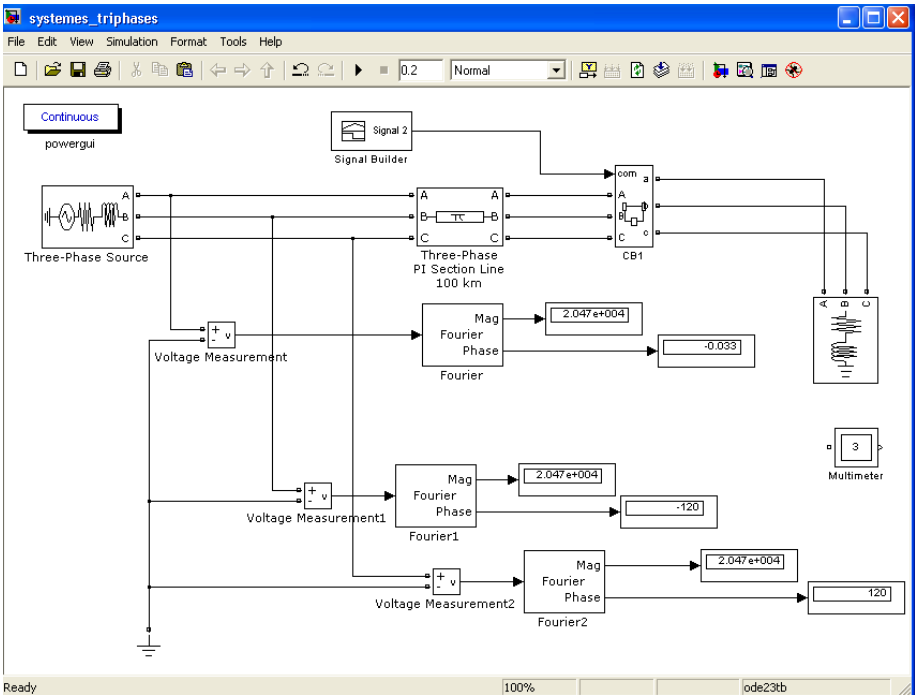 systemes_triphases
File Edit View Simulation Format Tools Help
0.2 Normal
Continuous
powergui
Signal 2
Signal Builder
com a
A
B b
C c
CB1
A
B
C
Three-Phase Source
A A
B B
C C
Three-Phase
PI Section Line
100 km
A B C
+
- v
Voltage Measurement
Mag
Fourier
Phase
Fourier
2.047e+004
-0.033
3
Multimeter
+
- v
Voltage Measurement1
Mag
Fourier
Phase
Fourier1
2.047e+004
-120
+
- v
Voltage Measurement2
Mag
Fourier
Phase
Fourier2
2.047e+004
120
Ready 100% ode23tb